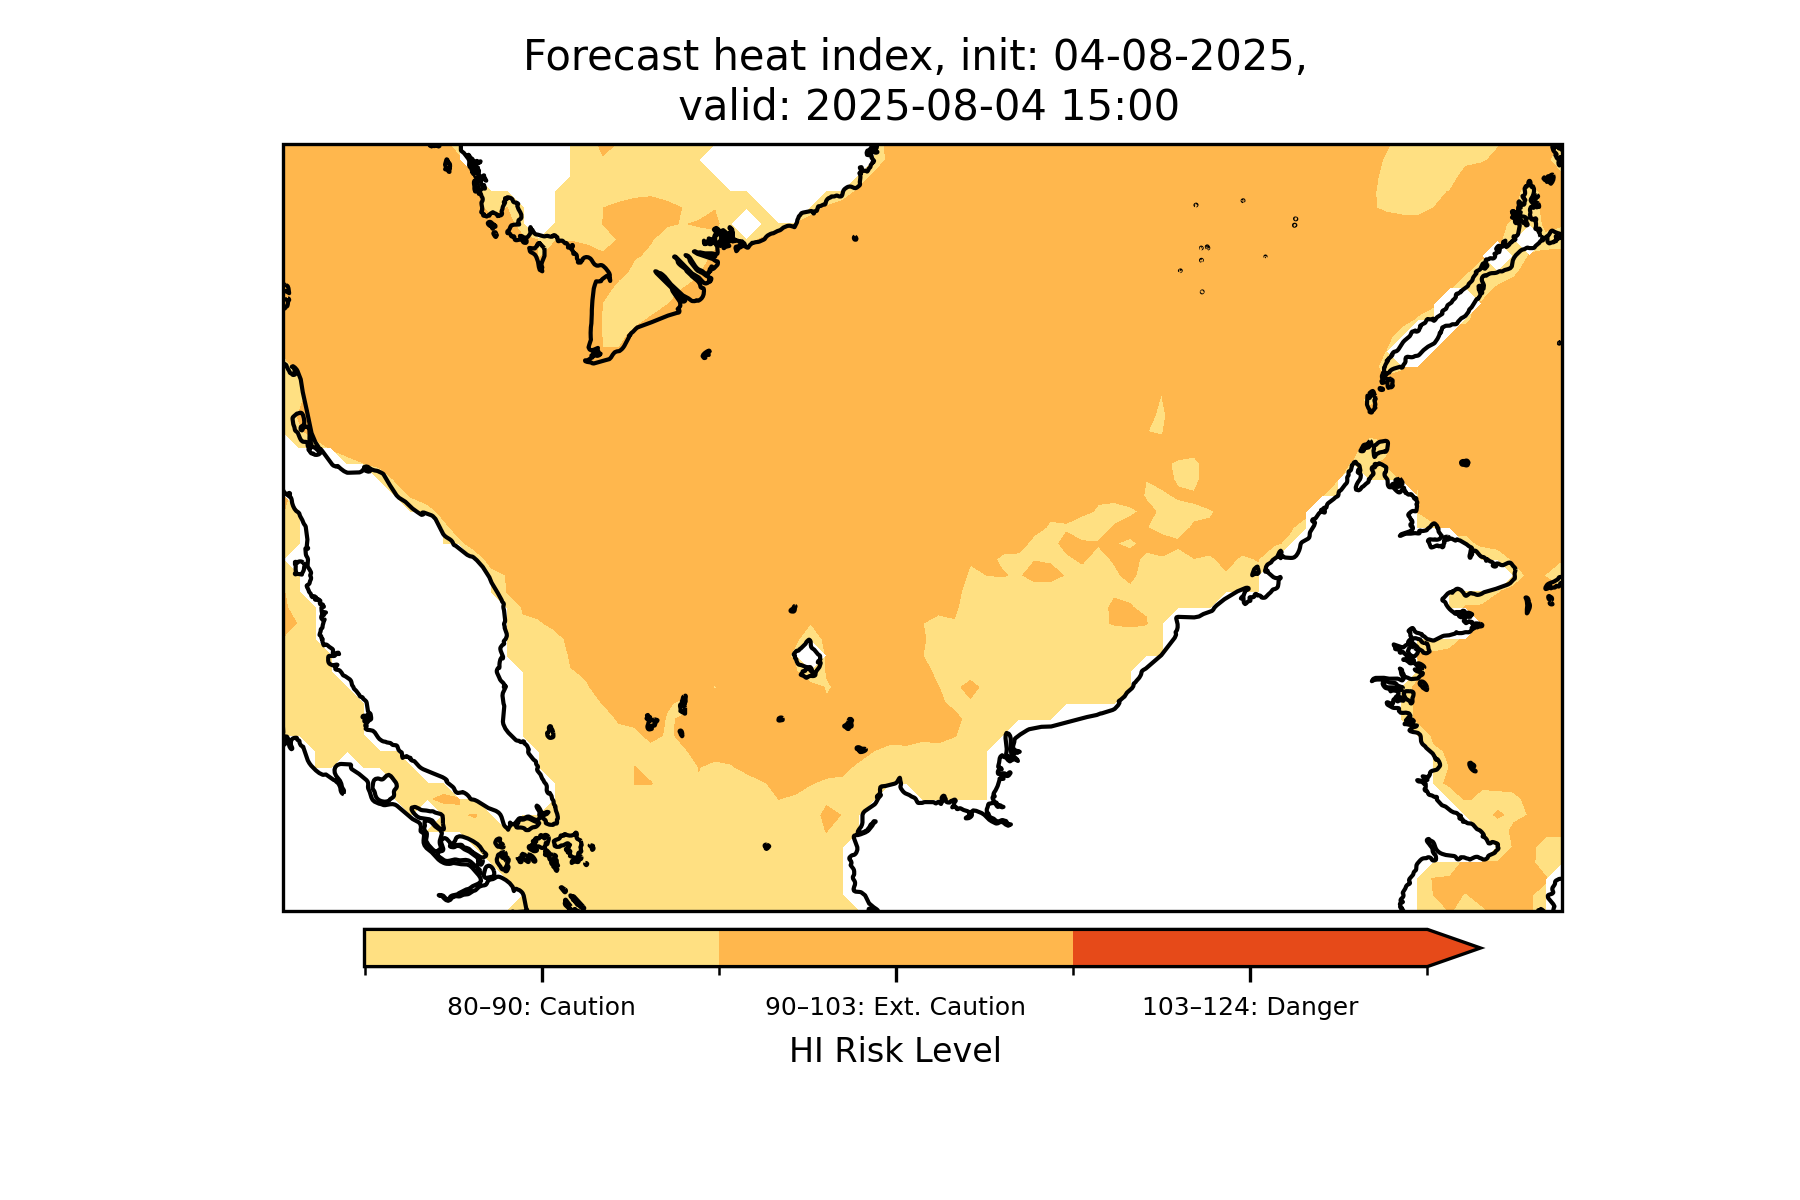 Forecast heat index, init: 04-08-2025,
valid: 2025-08-04 15:00
80–90: Caution
90–103: Ext. Caution
103–124: Danger
HI Risk Level